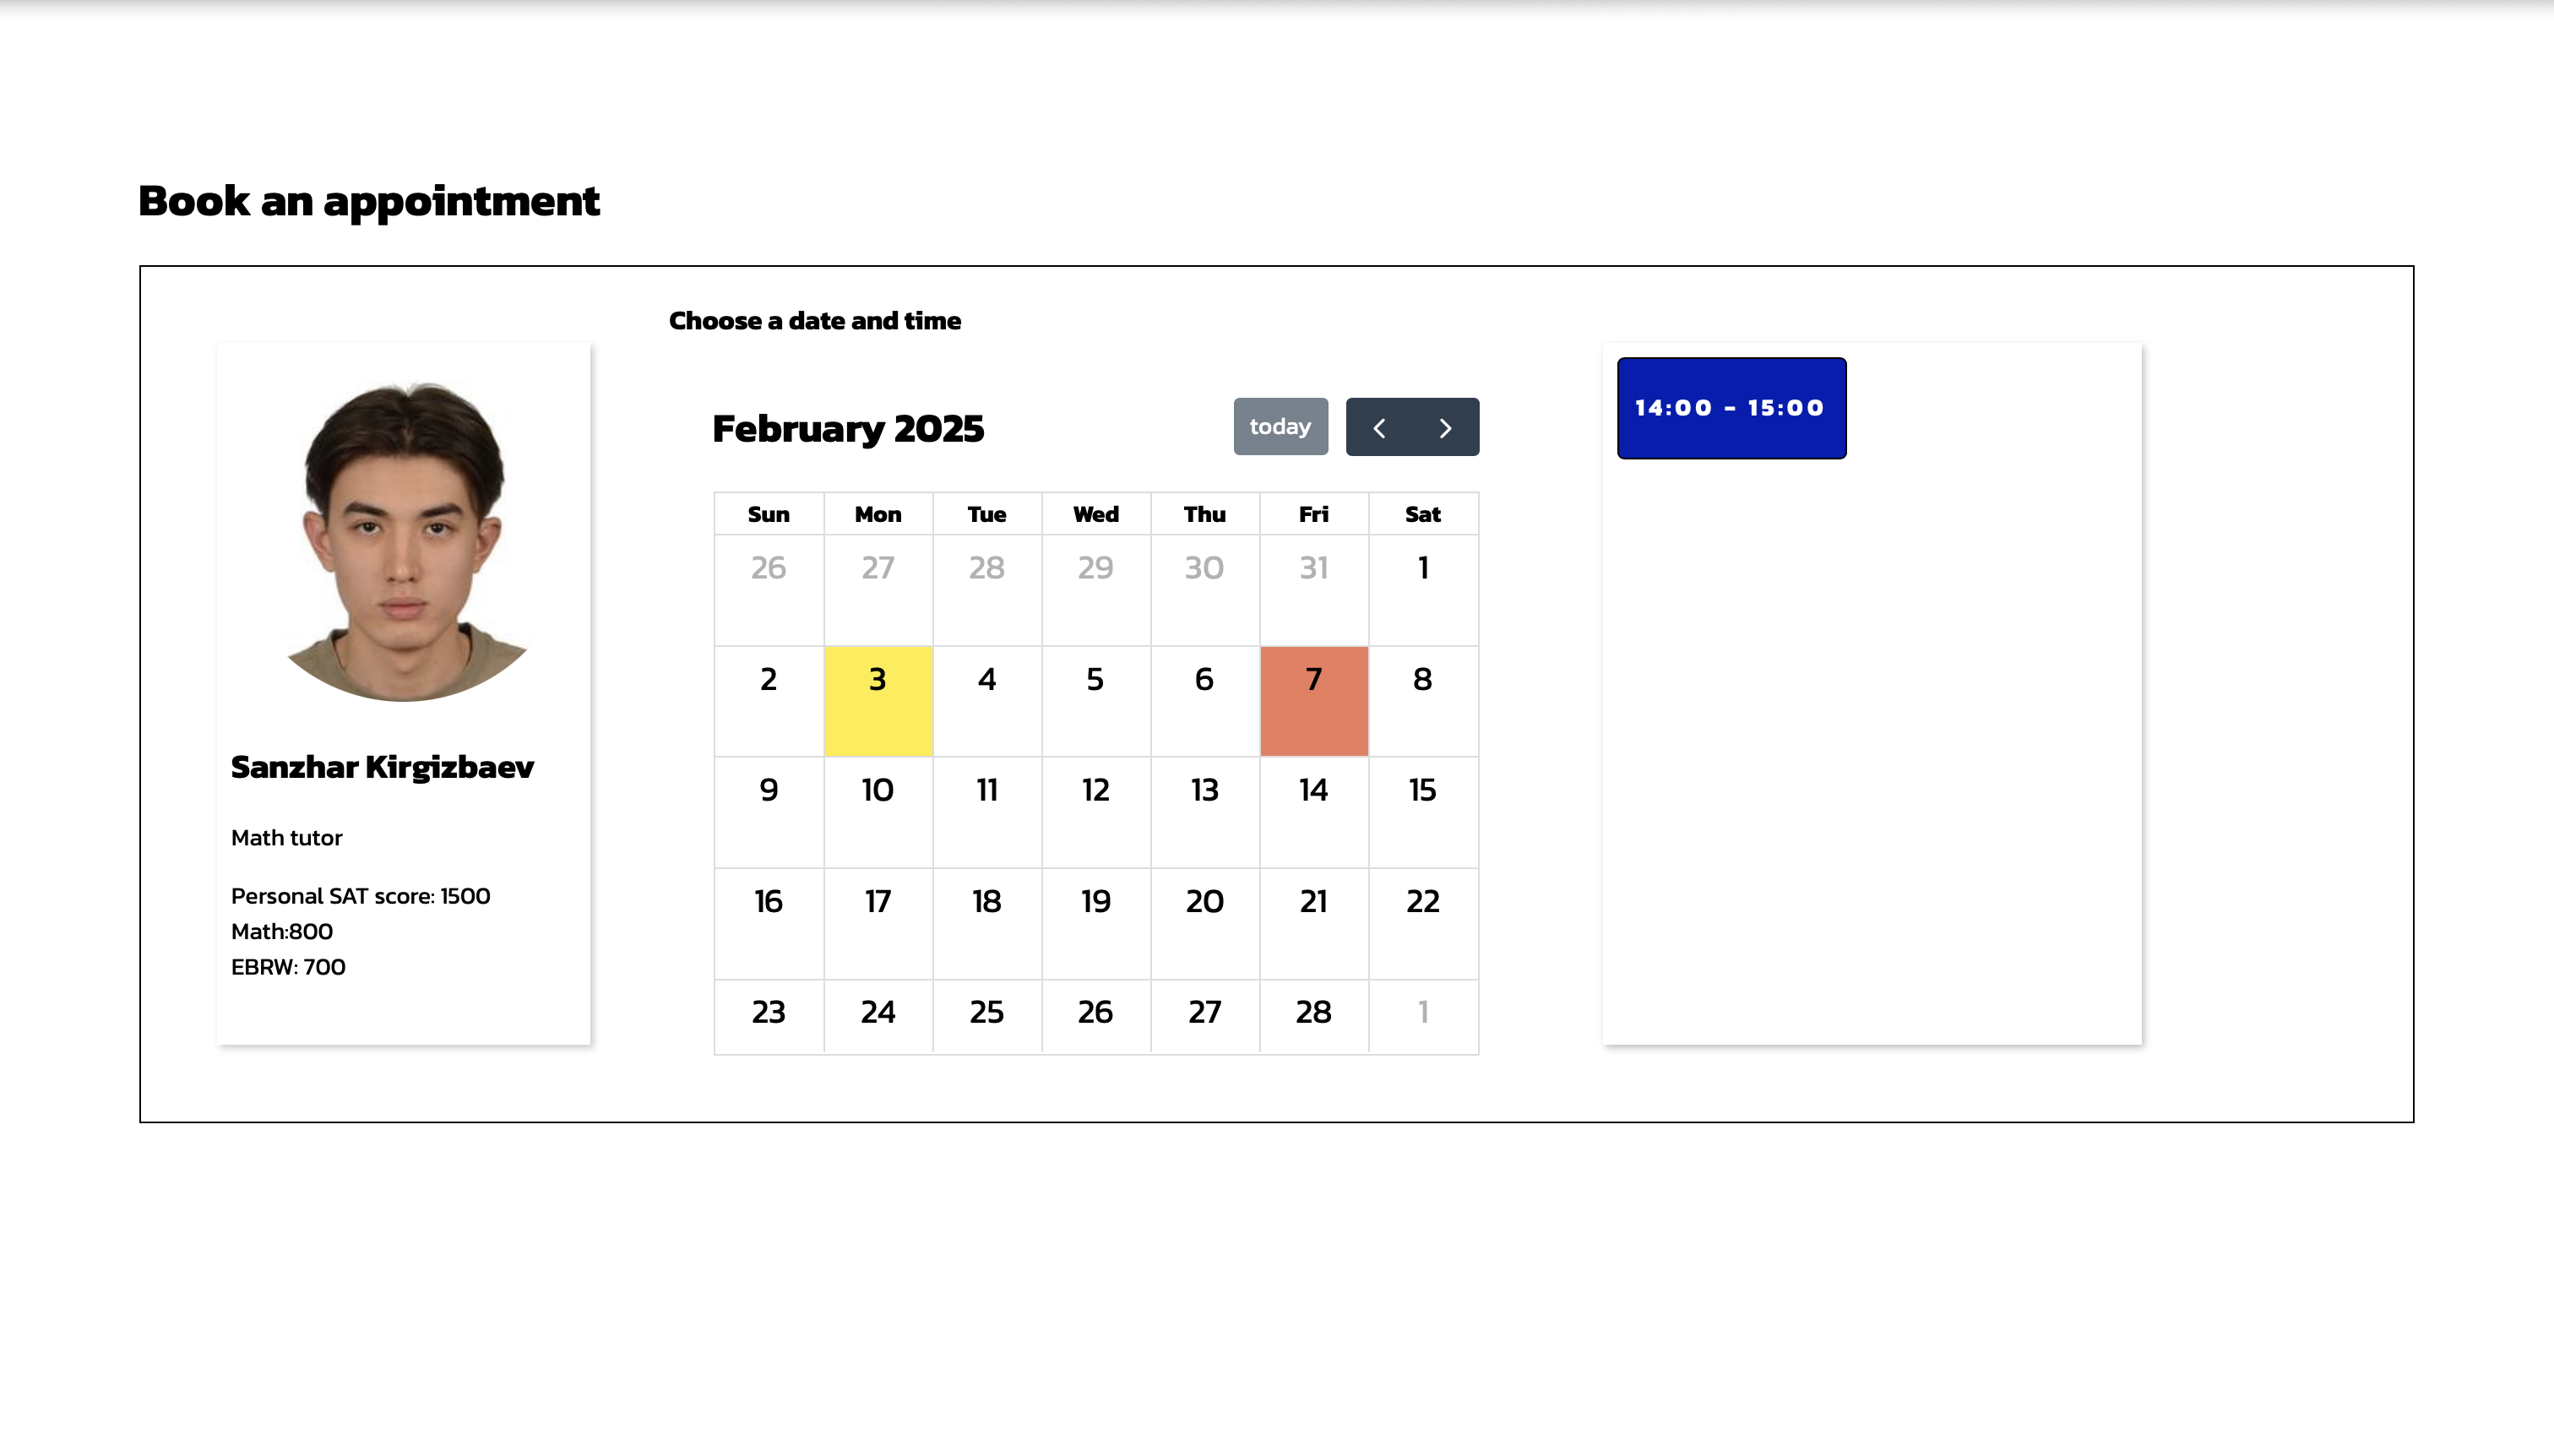 Book an appointment
Choose a date and time
Sanzhar Kirgizbaev
Math tutor
Personal SAT score: 1500
Math:800
EBRW: 700
February 2025
today
Sun Mon Tue Wed Thu Fri Sat
26 27 28 29 30 31 1
2 3 4 5 6 7 8
9 10 11 12 13 14 15
16 17 18 19 20 21 22
23 24 25 26 27 28 1
14:00 - 15:00